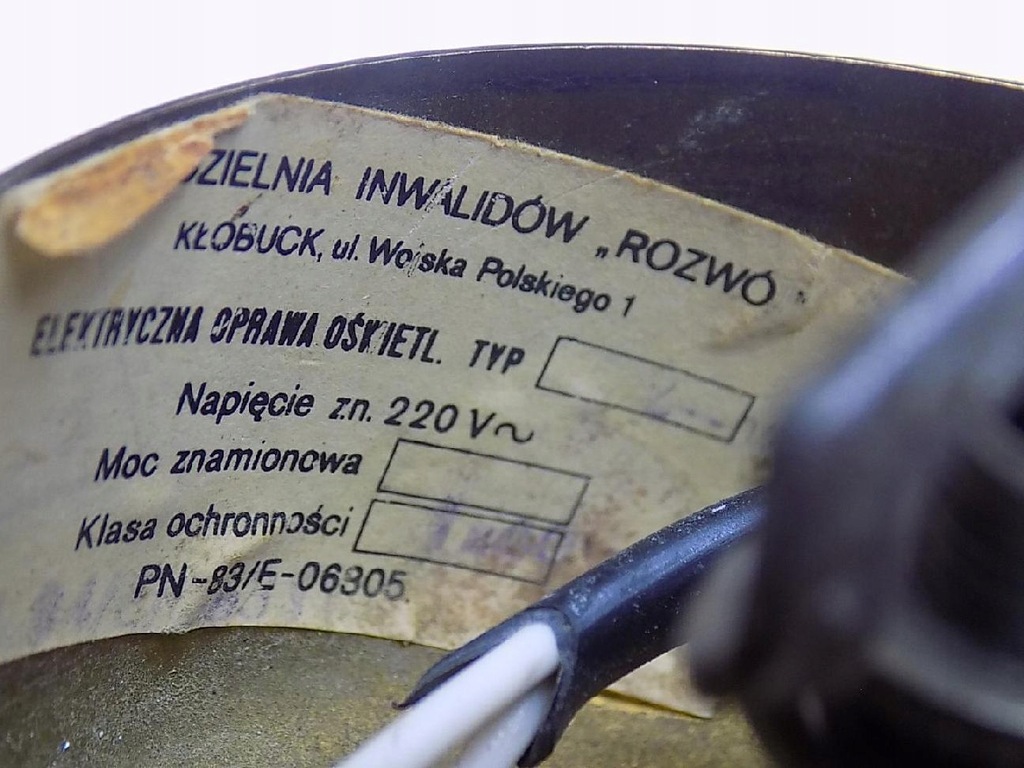 DZIELNIA INWALIDÓW „ROZWÓ
KŁOBUCK, ul. Wojska Polskiego 1
ELEKTRYCZNA OPRAWA OŚKIETL. TYP
Napięcie zn. 220 V~
Moc znamionowa
Klasa ochronności
PN-83/E-06305